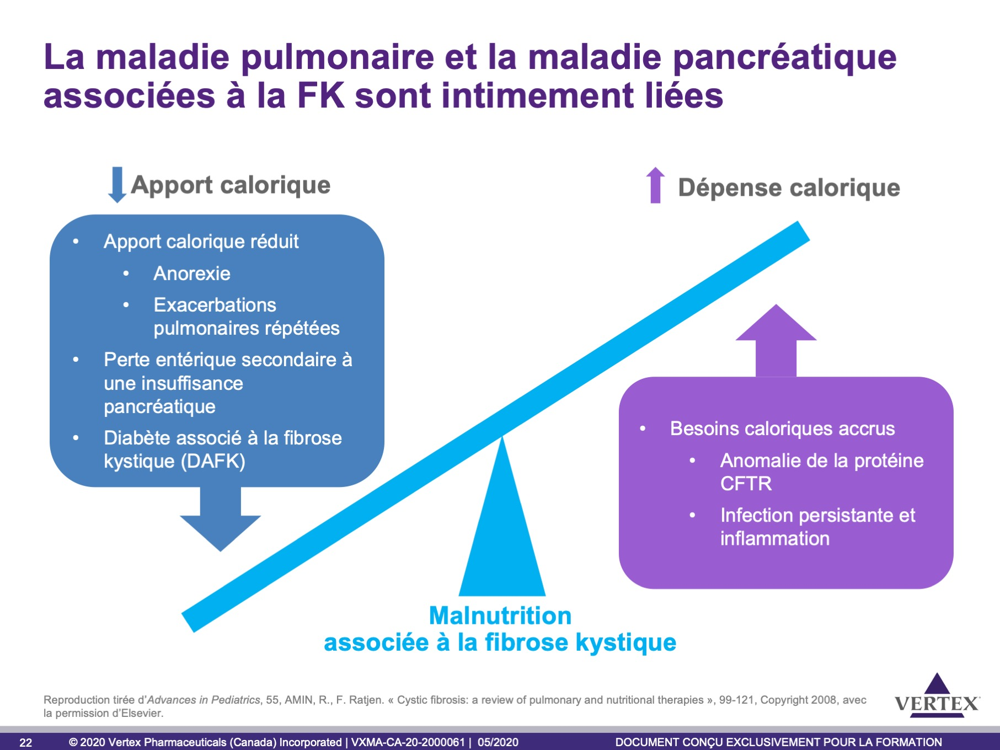 La maladie pulmonaire et la maladie pancréatique
associées à la FK sont intimement liées
Apport calorique
• Apport calorique réduit
• Anorexie
• Exacerbations
pulmonaires répétées
• Perte entérique secondaire à
une insuffisance
pancréatique
• Diabète associé à la fibrose
kystique (DAFK)
Dépense calorique
• Besoins caloriques accrus
• Anomalie de la protéine
CFTR
• Infection persistante et
inflammation
Malnutrition
associée à la fibrose kystique
Reproduction tirée d’Advances in Pediatrics, 55, AMIN, R., F. Ratjen. « Cystic fibrosis: a review of pulmonary and nutritional therapies », 99-121, Copyright 2008, avec
la permission d’Elsevier.
VERTEX
22 © 2020 Vertex Pharmaceuticals (Canada) Incorporated | VXMA-CA-20-2000061 | 05/2020 DOCUMENT CONÇU EXCLUSIVEMENT POUR LA FORMATION